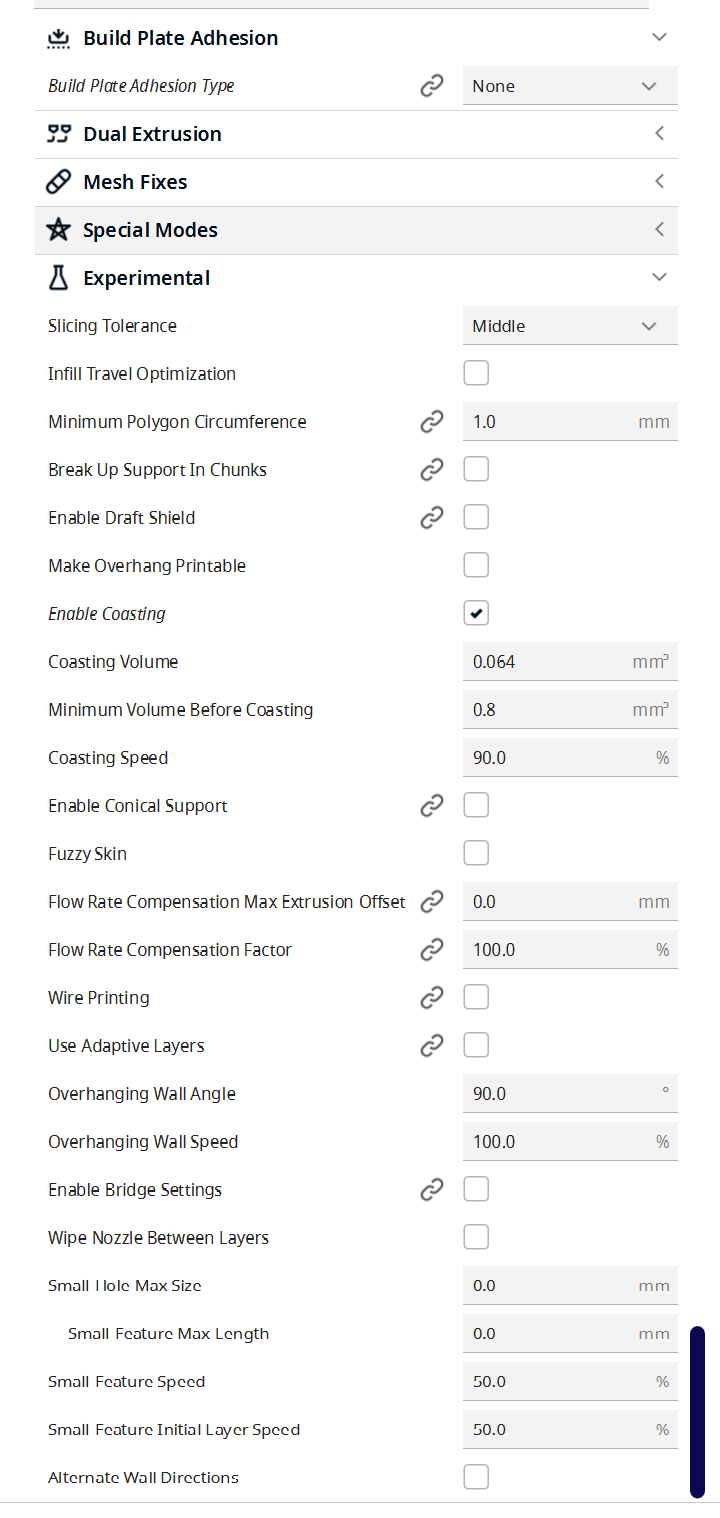 Build Plate Adhesion
Build Plate Adhesion Type None
Dual Extrusion
Mesh Fixes
Special Modes
Experimental
Slicing Tolerance Middle
Infill Travel Optimization
Minimum Polygon Circumference 1.0 mm
Break Up Support In Chunks
Enable Draft Shield
Make Overhang Printable
Enable Coasting
Coasting Volume 0.064 mm³
Minimum Volume Before Coasting 0.8 mm³
Coasting Speed 90.0 %
Enable Conical Support
Fuzzy Skin
Flow Rate Compensation Max Extrusion Offset 0.0 mm
Flow Rate Compensation Factor 100.0 %
Wire Printing
Use Adaptive Layers
Overhanging Wall Angle 90.0 °
Overhanging Wall Speed 100.0 %
Enable Bridge Settings
Wipe Nozzle Between Layers
Small Hole Max Size 0.0 mm
Small Feature Max Length 0.0 mm
Small Feature Speed 50.0 %
Small Feature Initial Layer Speed 50.0 %
Alternate Wall Directions